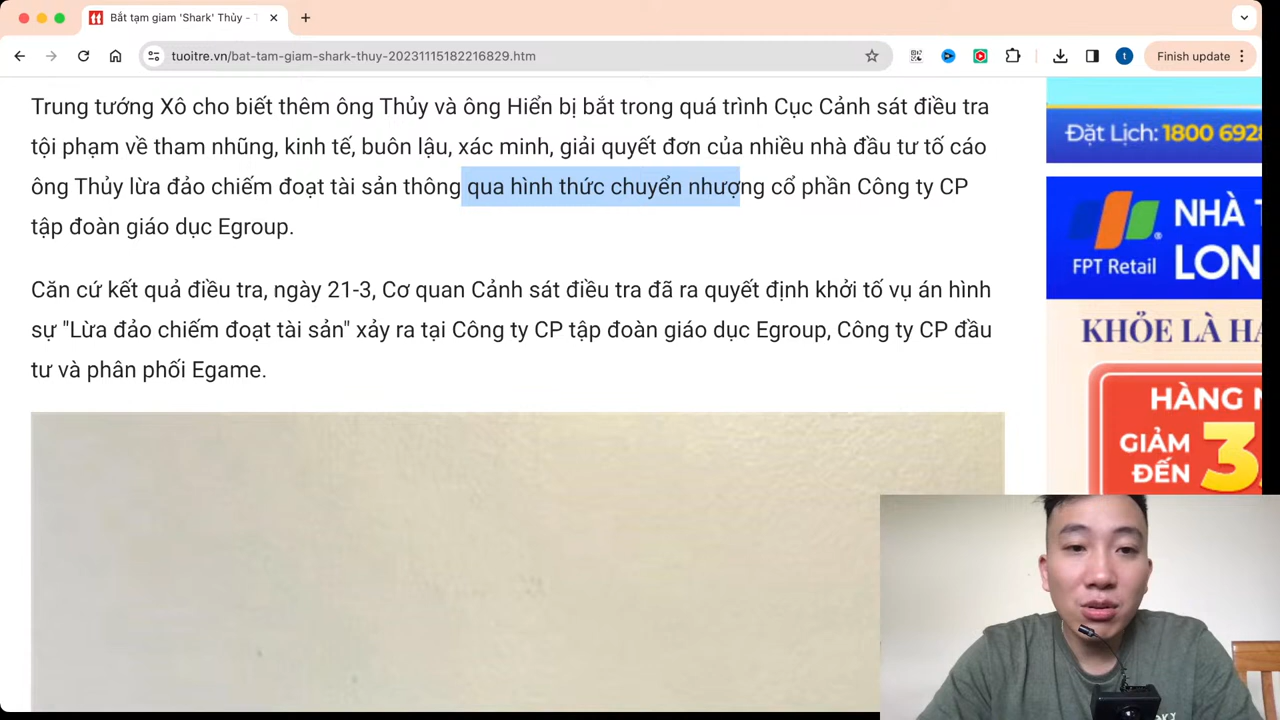 Bắt tạm giam 'Shark' Thủy -
tuoitre.vn/bat-tam-giam-shark-thuy-20231115182216829.htm
t
Finish update
Trung tướng Xô cho biết thêm ông Thủy và ông Hiển bị bắt trong quá trình Cục Cảnh sát điều tra
tội phạm về tham nhũng, kinh tế, buôn lậu, xác minh, giải quyết đơn của nhiều nhà đầu tư tố cáo
ông Thủy lừa đảo chiếm đoạt tài sản thông qua hình thức chuyển nhượng cổ phần Công ty CP
tập đoàn giáo dục Egroup.
Căn cứ kết quả điều tra, ngày 21-3, Cơ quan Cảnh sát điều tra đã ra quyết định khởi tố vụ án hình
sự "Lừa đảo chiếm đoạt tài sản" xảy ra tại Công ty CP tập đoàn giáo dục Egroup, Công ty CP đầu
tư và phân phối Egame.
Đặt Lịch: 1800 6928
FPT Retail
NHÀ T
LON
KHỎE LÀ HẠ
HÀNG
GIẢM
ĐẾN
3